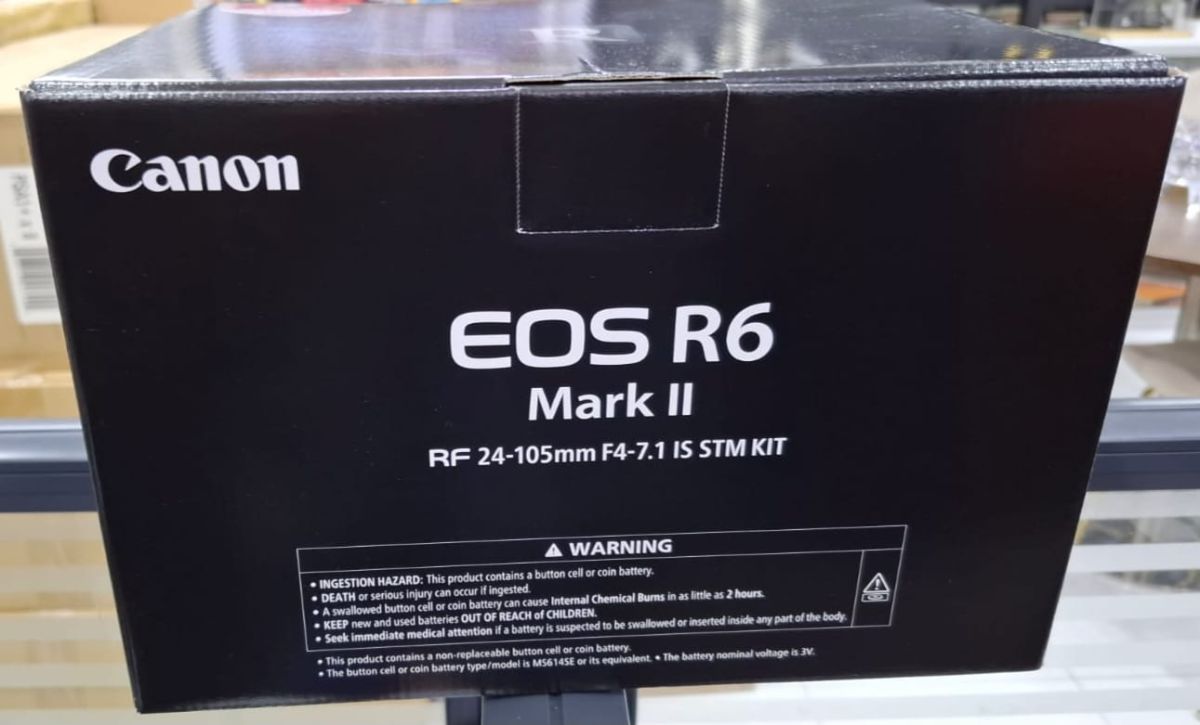 Canon
EOS R6
Mark II
RF 24-105mm F4-7.1 IS STM KIT
⚠ WARNING
• INGESTION HAZARD: This product contains a button cell or coin battery.
• DEATH or serious injury can occur if ingested.
• A swallowed button cell or coin battery can cause Internal Chemical Burns in as little as 2 hours.
• KEEP new and used batteries OUT OF REACH of CHILDREN.
• Seek immediate medical attention if a battery is suspected to be swallowed or inserted inside any part of the body.
• This product contains a non-replaceable button cell or coin battery.
• The button cell or coin battery type/model is MS614SE or its equivalent. • The battery nominal voltage is 3V.